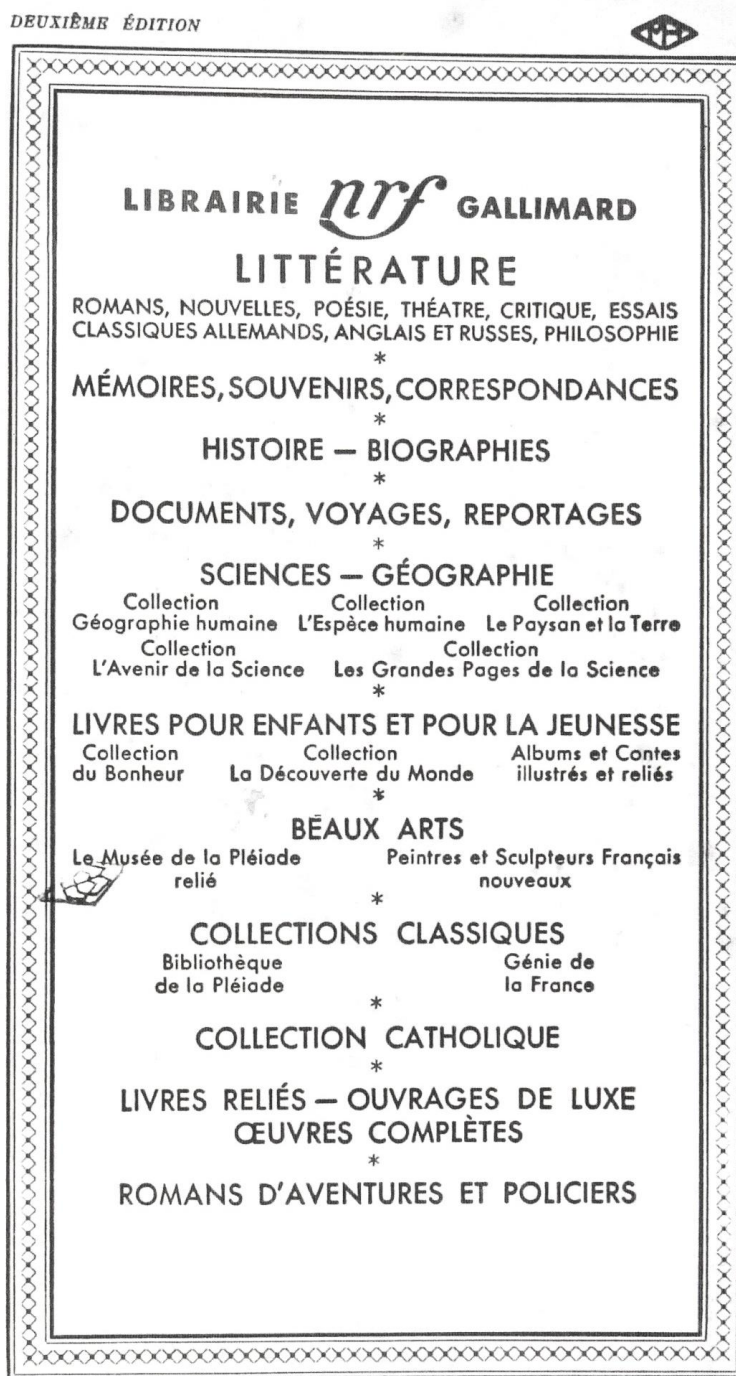 DEUXIÈME ÉDITION
LIBRAIRIE nrf GALLIMARD
LITTÉRATURE
ROMANS, NOUVELLES, POÉSIE, THÉATRE, CRITIQUE, ESSAIS
CLASSIQUES ALLEMANDS, ANGLAIS ET RUSSES, PHILOSOPHIE
*
MÉMOIRES, SOUVENIRS, CORRESPONDANCES
*
HISTOIRE — BIOGRAPHIES
*
DOCUMENTS, VOYAGES, REPORTAGES
*
SCIENCES — GÉOGRAPHIE
Collection Collection Collection
Géographie humaine L'Espèce humaine Le Paysan et la Terre
Collection Collection
L'Avenir de la Science Les Grandes Pages de la Science
*
LIVRES POUR ENFANTS ET POUR LA JEUNESSE
Collection Collection Albums et Contes
du Bonheur La Découverte du Monde illustrés et reliés
*
BEAUX ARTS
Le Musée de la Pléiade Peintres et Sculpteurs Français
relié nouveaux
*
COLLECTIONS CLASSIQUES
Bibliothèque Génie de
de la Pléiade la France
*
COLLECTION CATHOLIQUE
*
LIVRES RELIÉS — OUVRAGES DE LUXE
ŒUVRES COMPLÈTES
*
ROMANS D'AVENTURES ET POLICIERS